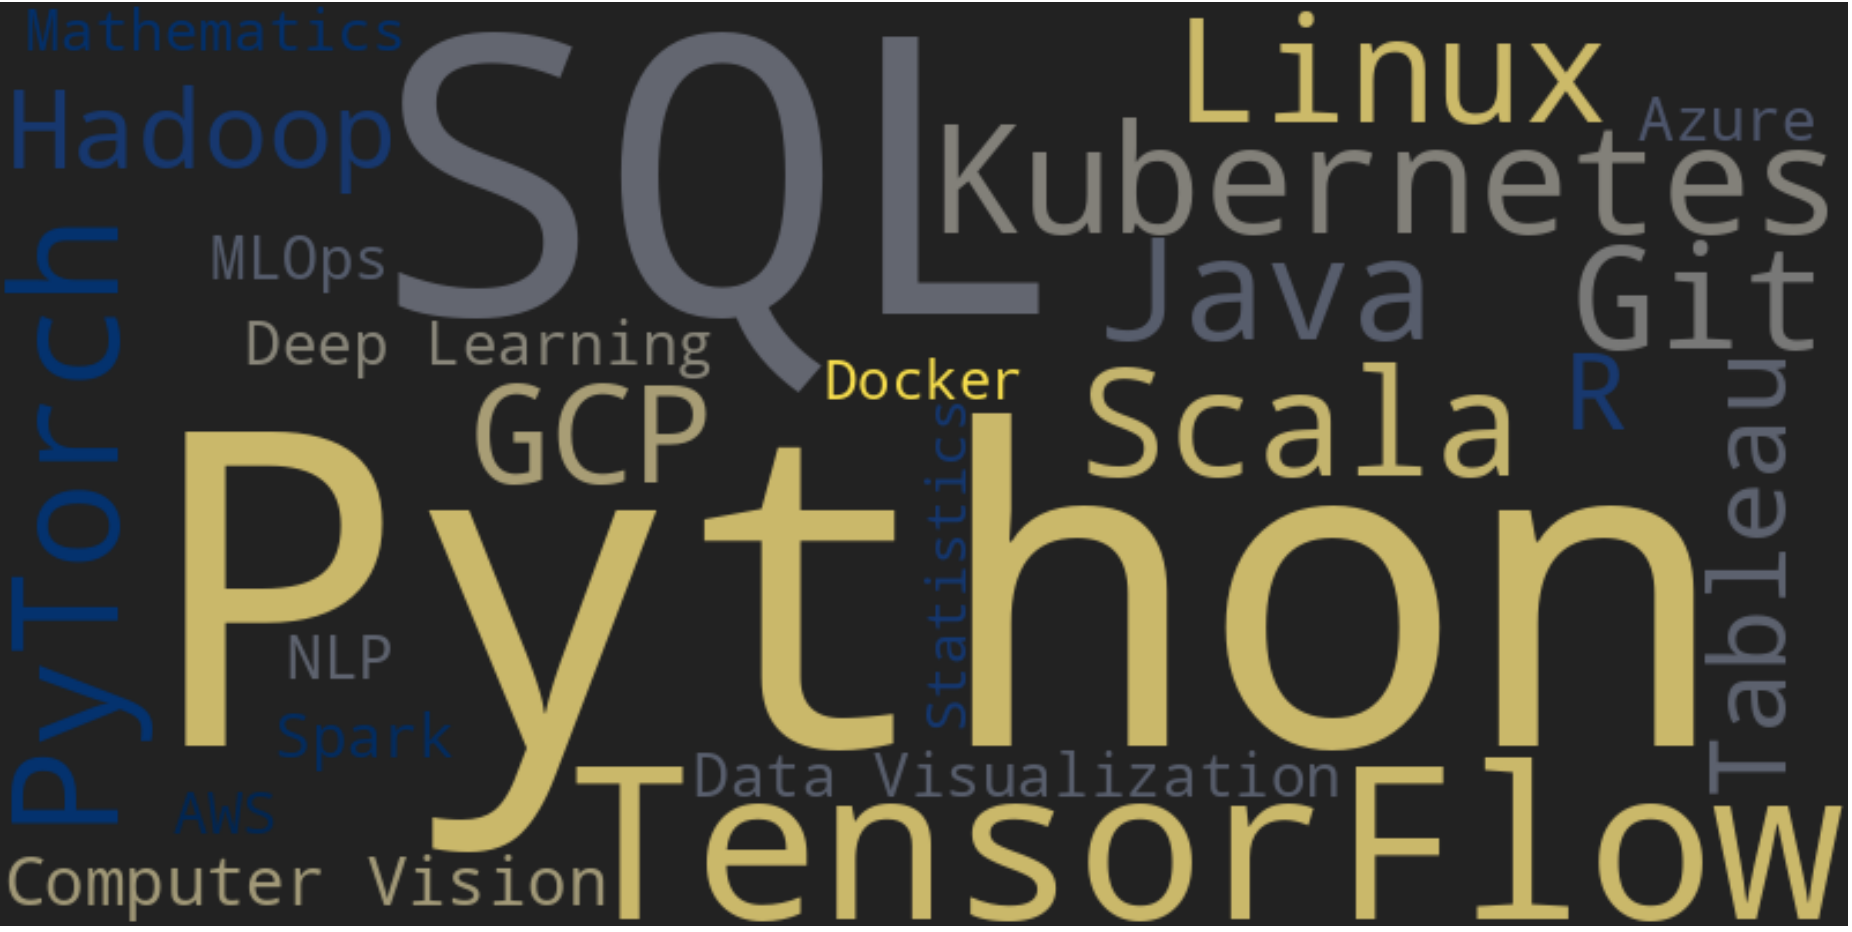 Mathematics
Linux
Hadoop
SQL
Azure
Kubernetes
MLOps
Java
Git
Deep Learning
Docker
GCP
Scala
R
PyTorch
Statistics
Tableau
Python
NLP
Spark
Data Visualization
AWS
TensorFlow
Computer Vision